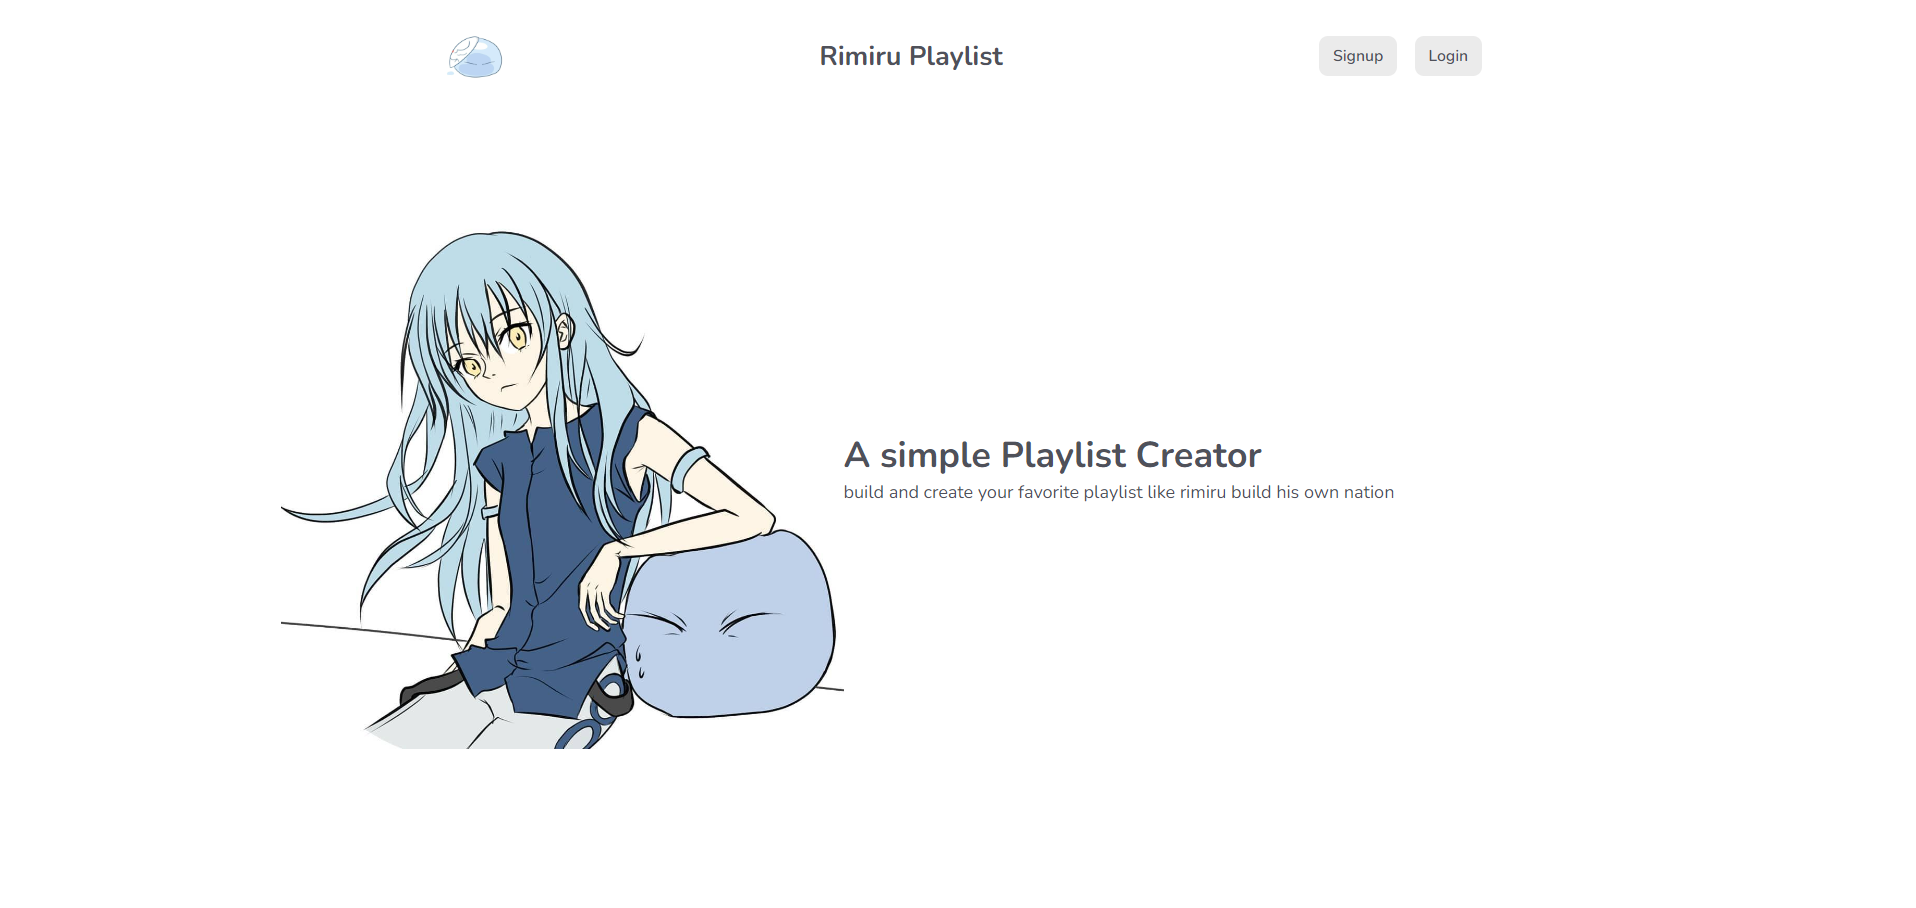 Rimiru Playlist
Signup
Login
A simple Playlist Creator
build and create your favorite playlist like rimiru build his own nation